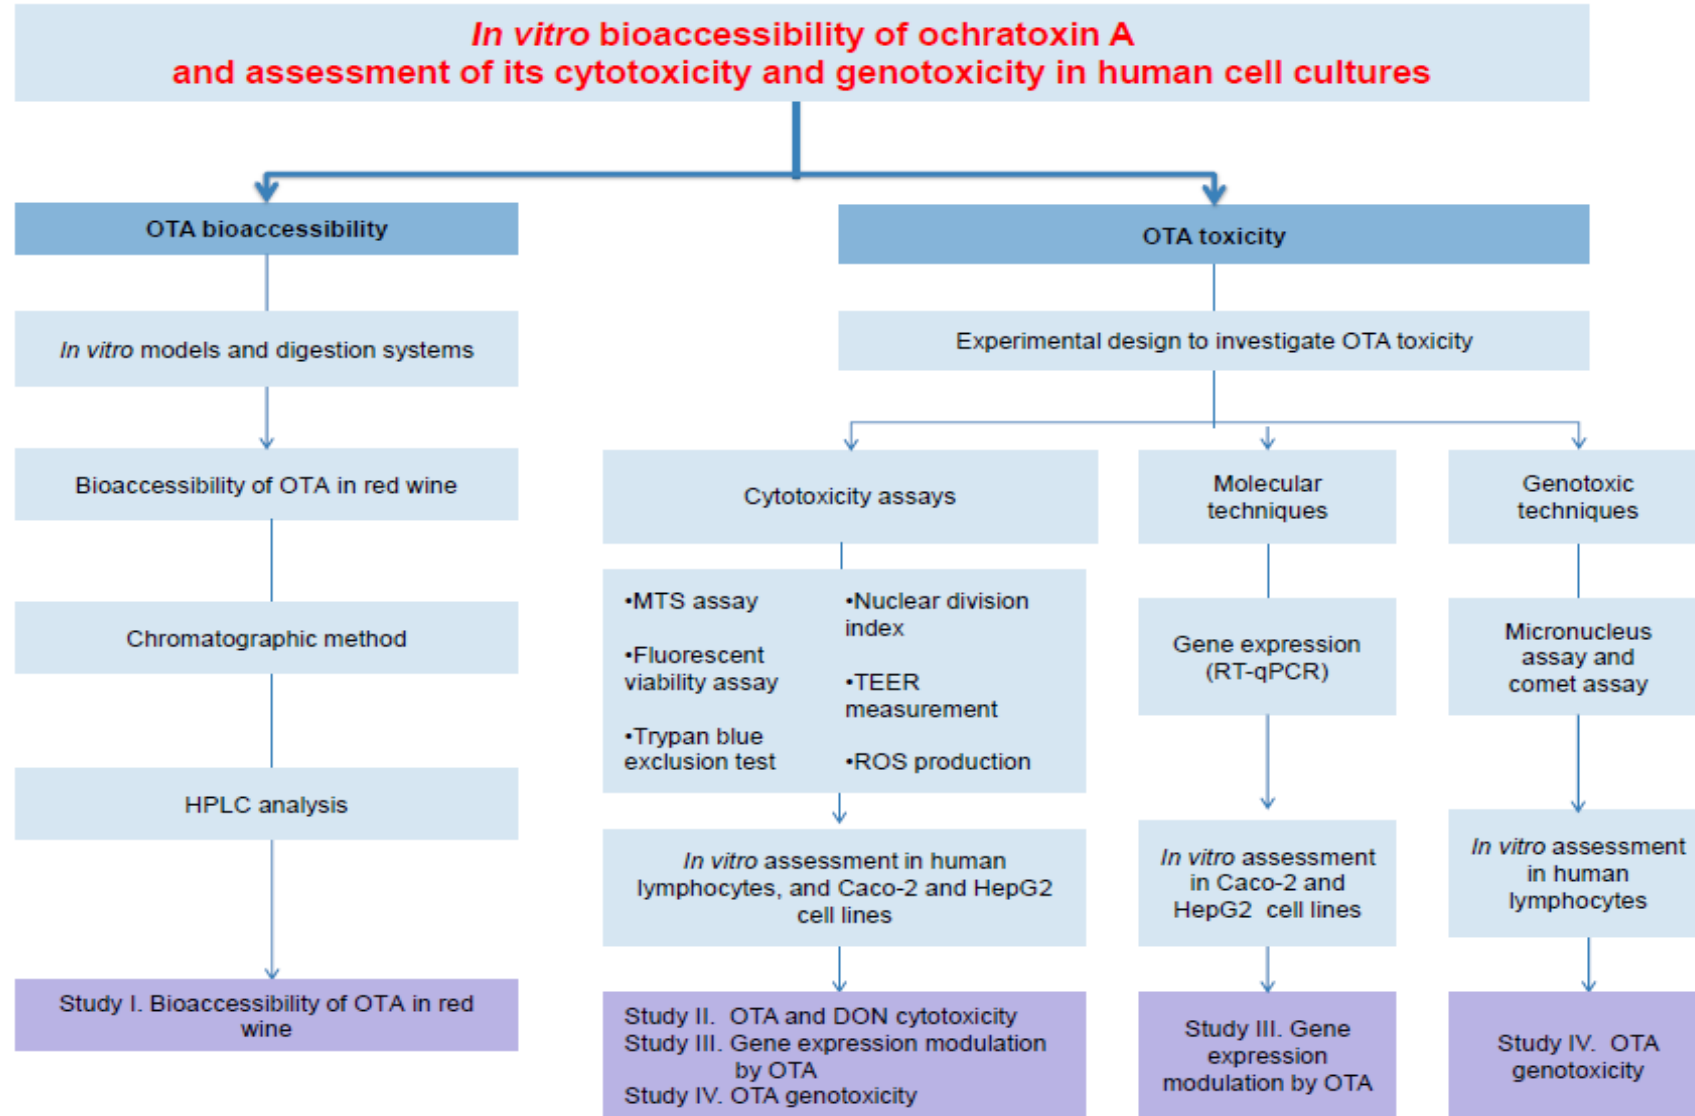 In vitro bioaccessibility of ochratoxin A
and assessment of its cytotoxicity and genotoxicity in human cell cultures
OTA bioaccessibility
In vitro models and digestion systems
Bioaccessibility of OTA in red wine
Chromatographic method
HPLC analysis
Study I. Bioaccessibility of OTA in red
wine
OTA toxicity
Experimental design to investigate OTA toxicity
Cytotoxicity assays
•MTS assay
•Fluorescent
viability assay
•Trypan blue
exclusion test
•Nuclear division
index
•TEER
measurement
•ROS production
In vitro assessment in human
lymphocytes, and Caco-2 and HepG2
cell lines
Study II. OTA and DON cytotoxicity
Study III. Gene expression modulation
by OTA
Study IV. OTA genotoxicity
Molecular
techniques
Gene expression
(RT-qPCR)
In vitro assessment
in Caco-2 and
HepG2 cell lines
Study III. Gene
expression
modulation by OTA
Genotoxic
techniques
Micronucleus
assay and
comet assay
In vitro assessment
in human
lymphocytes
Study IV. OTA
genotoxicity